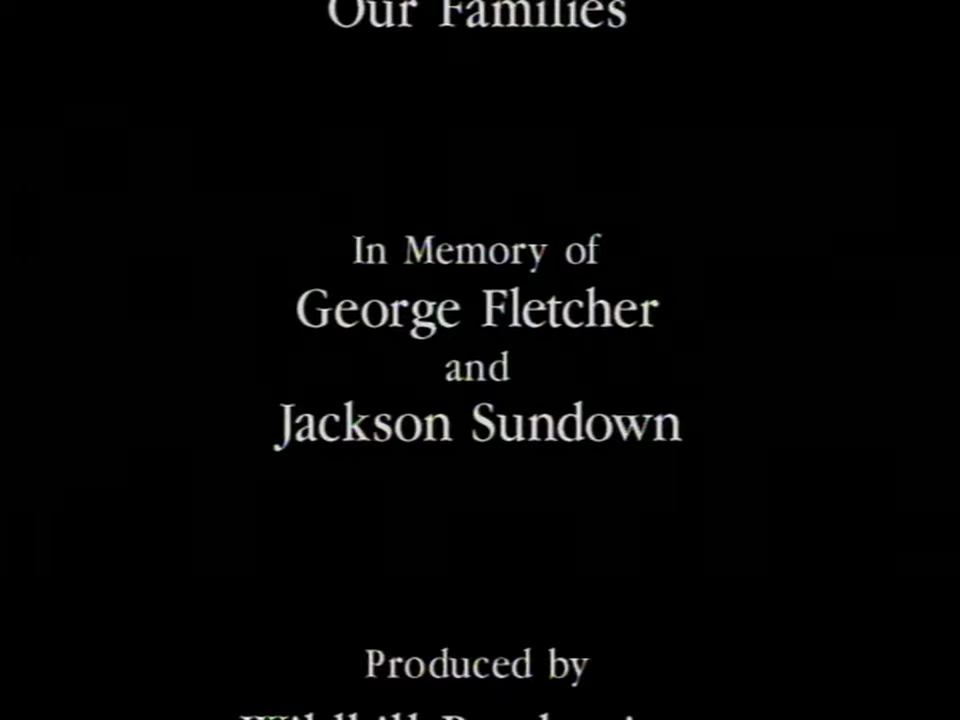 Our Families
In Memory of
George Fletcher
and
Jackson Sundown
Produced by